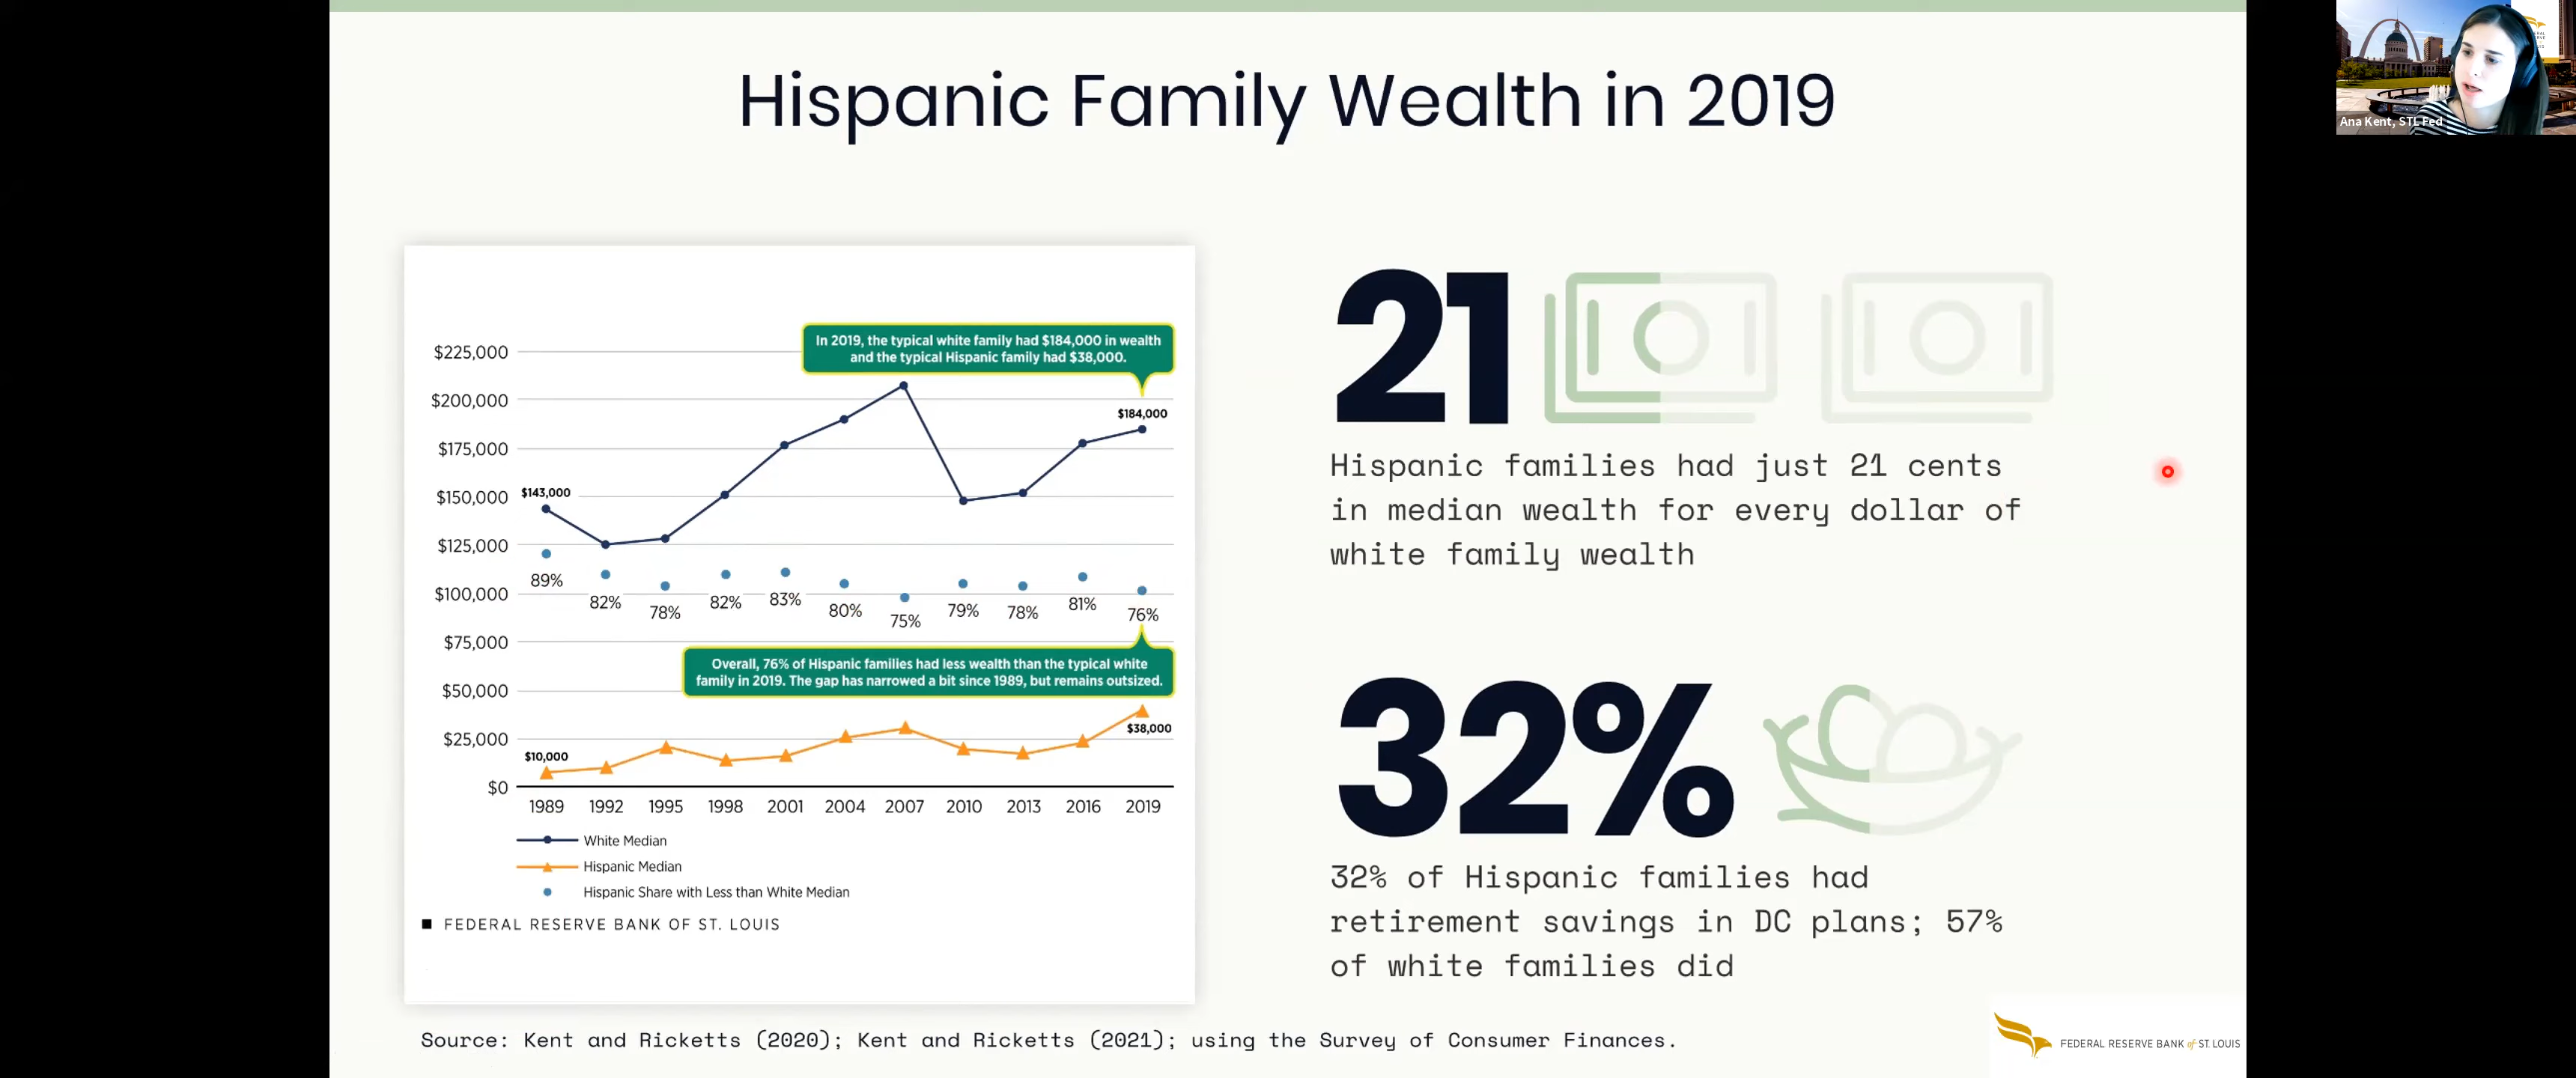 Hispanic Family Wealth in 2019
Ana Kent, STL Fed
In 2019, the typical white family had $184,000 in wealth
and the typical Hispanic family had $38,000.
$225,000
$200,000
$175,000
$150,000
$125,000
$100,000
$75,000
$50,000
$25,000
$0
$143,000
$184,000
89%
82%
78%
82%
83%
80%
75%
79%
78%
81%
76%
Overall, 76% of Hispanic families had less wealth than the typical white
family in 2019. The gap has narrowed a bit since 1989, but remains outsized.
$10,000
$38,000
1989 1992 1995 1998 2001 2004 2007 2010 2013 2016 2019
White Median
Hispanic Median
Hispanic Share with Less than White Median
FEDERAL RESERVE BANK OF ST. LOUIS
21
Hispanic families had just 21 cents
in median wealth for every dollar of
white family wealth
32%
32% of Hispanic families had
retirement savings in DC plans; 57%
of white families did
Source: Kent and Ricketts (2020); Kent and Ricketts (2021); using the Survey of Consumer Finances.
FEDERAL RESERVE BANK of ST. LOUIS